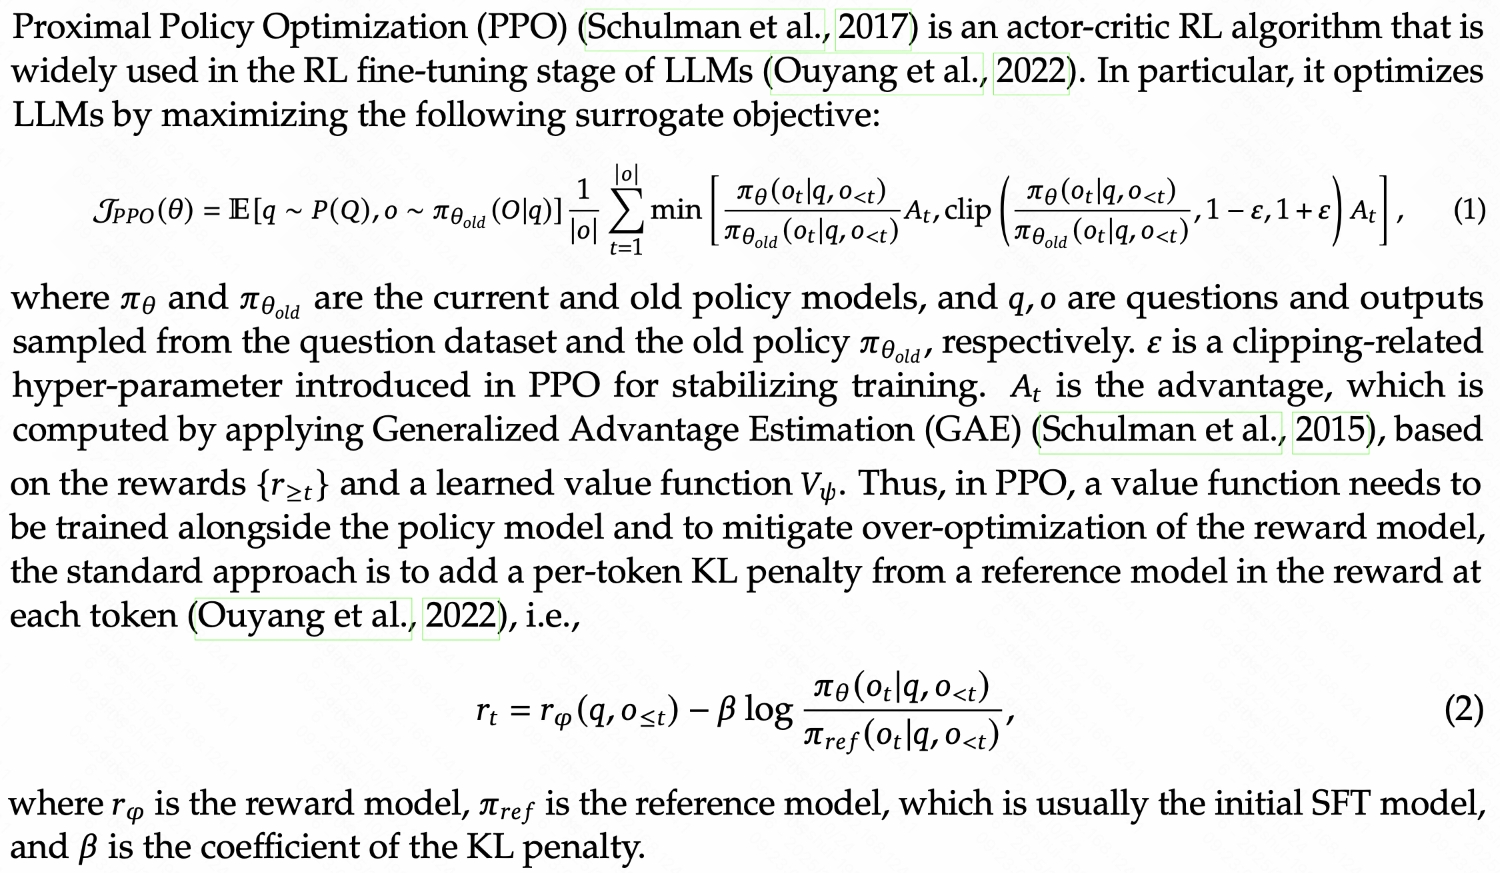 Proximal Policy Optimization (PPO) (Schulman et al., 2017) is an actor-critic RL algorithm that is
widely used in the RL fine-tuning stage of LLMs (Ouyang et al., 2022). In particular, it optimizes
LLMs by maximizing the following surrogate objective:
$$\mathcal{J}_{PPO}(\theta) = \mathbb{E}[q \sim P(Q), o \sim \pi_{\theta_{old}}(O|q)] \frac{1}{|o|} \sum_{t=1}^{|o|} \min \left[ \frac{\pi_\theta(o_t|q, o_{<t})}{\pi_{\theta_{old}}(o_t|q, o_{<t})} A_t, \text{clip} \left( \frac{\pi_\theta(o_t|q, o_{<t})}{\pi_{\theta_{old}}(o_t|q, o_{<t})}, 1 - \varepsilon, 1 + \varepsilon \right) A_t \right], \quad (1)$$
where $\pi_\theta$ and $\pi_{\theta_{old}}$ are the current and old policy models, and $q, o$ are questions and outputs
sampled from the question dataset and the old policy $\pi_{\theta_{old}}$, respectively. $\varepsilon$ is a clipping-related
hyper-parameter introduced in PPO for stabilizing training. $A_t$ is the advantage, which is
computed by applying Generalized Advantage Estimation (GAE) (Schulman et al., 2015), based
on the rewards $\{r_{\geq t}\}$ and a learned value function $V_\psi$. Thus, in PPO, a value function needs to
be trained alongside the policy model and to mitigate over-optimization of the reward model,
the standard approach is to add a per-token KL penalty from a reference model in the reward at
each token (Ouyang et al., 2022), i.e.,
$$r_t = r_\varphi(q, o_{\leq t}) - \beta \log \frac{\pi_\theta(o_t|q, o_{<t})}{\pi_{ref}(o_t|q, o_{<t})}, \quad (2)$$
where $r_\varphi$ is the reward model, $\pi_{ref}$ is the reference model, which is usually the initial SFT model,
and $\beta$ is the coefficient of the KL penalty.